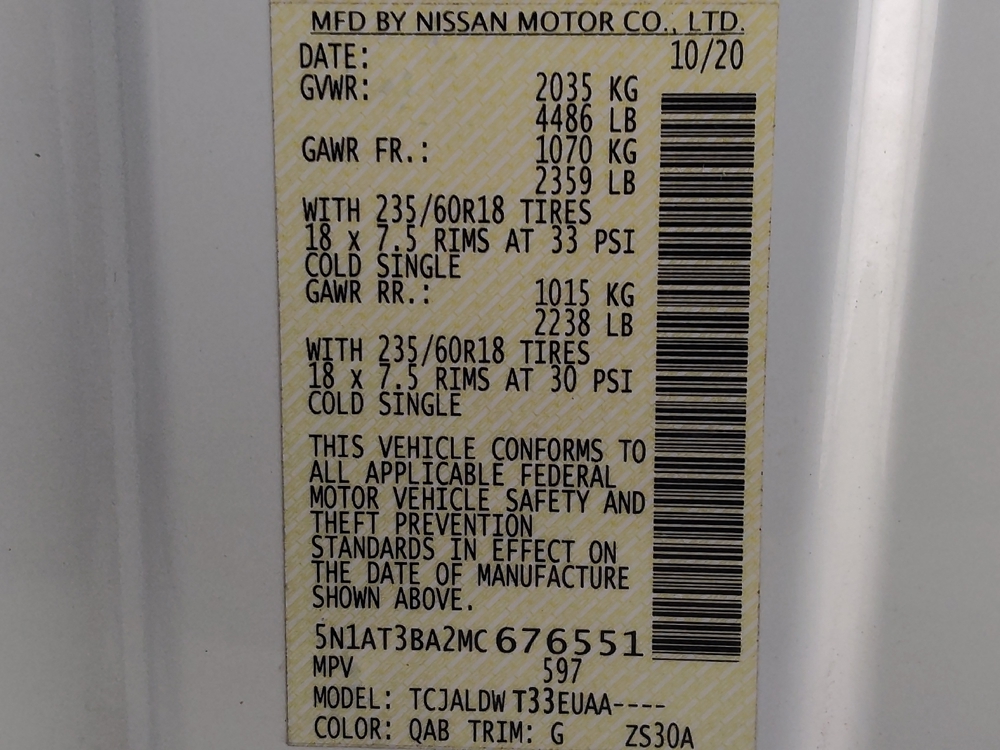 MFD BY NISSAN MOTOR CO., LTD.
DATE: 10/20
GVWR: 2035 KG
4486 LB
GAWR FR.: 1070 KG
2359 LB
WITH 235/60R18 TIRES
18 x 7.5 RIMS AT 33 PSI
COLD SINGLE
GAWR RR.: 1015 KG
2238 LB
WITH 235/60R18 TIRES
18 x 7.5 RIMS AT 30 PSI
COLD SINGLE
THIS VEHICLE CONFORMS TO
ALL APPLICABLE FEDERAL
MOTOR VEHICLE SAFETY AND
THEFT PREVENTION
STANDARDS IN EFFECT ON
THE DATE OF MANUFACTURE
SHOWN ABOVE.
5N1AT3BA2MC676551
MPV 597
MODEL: TCJALDWT33EUAA----
COLOR: QAB TRIM: G ZS30A